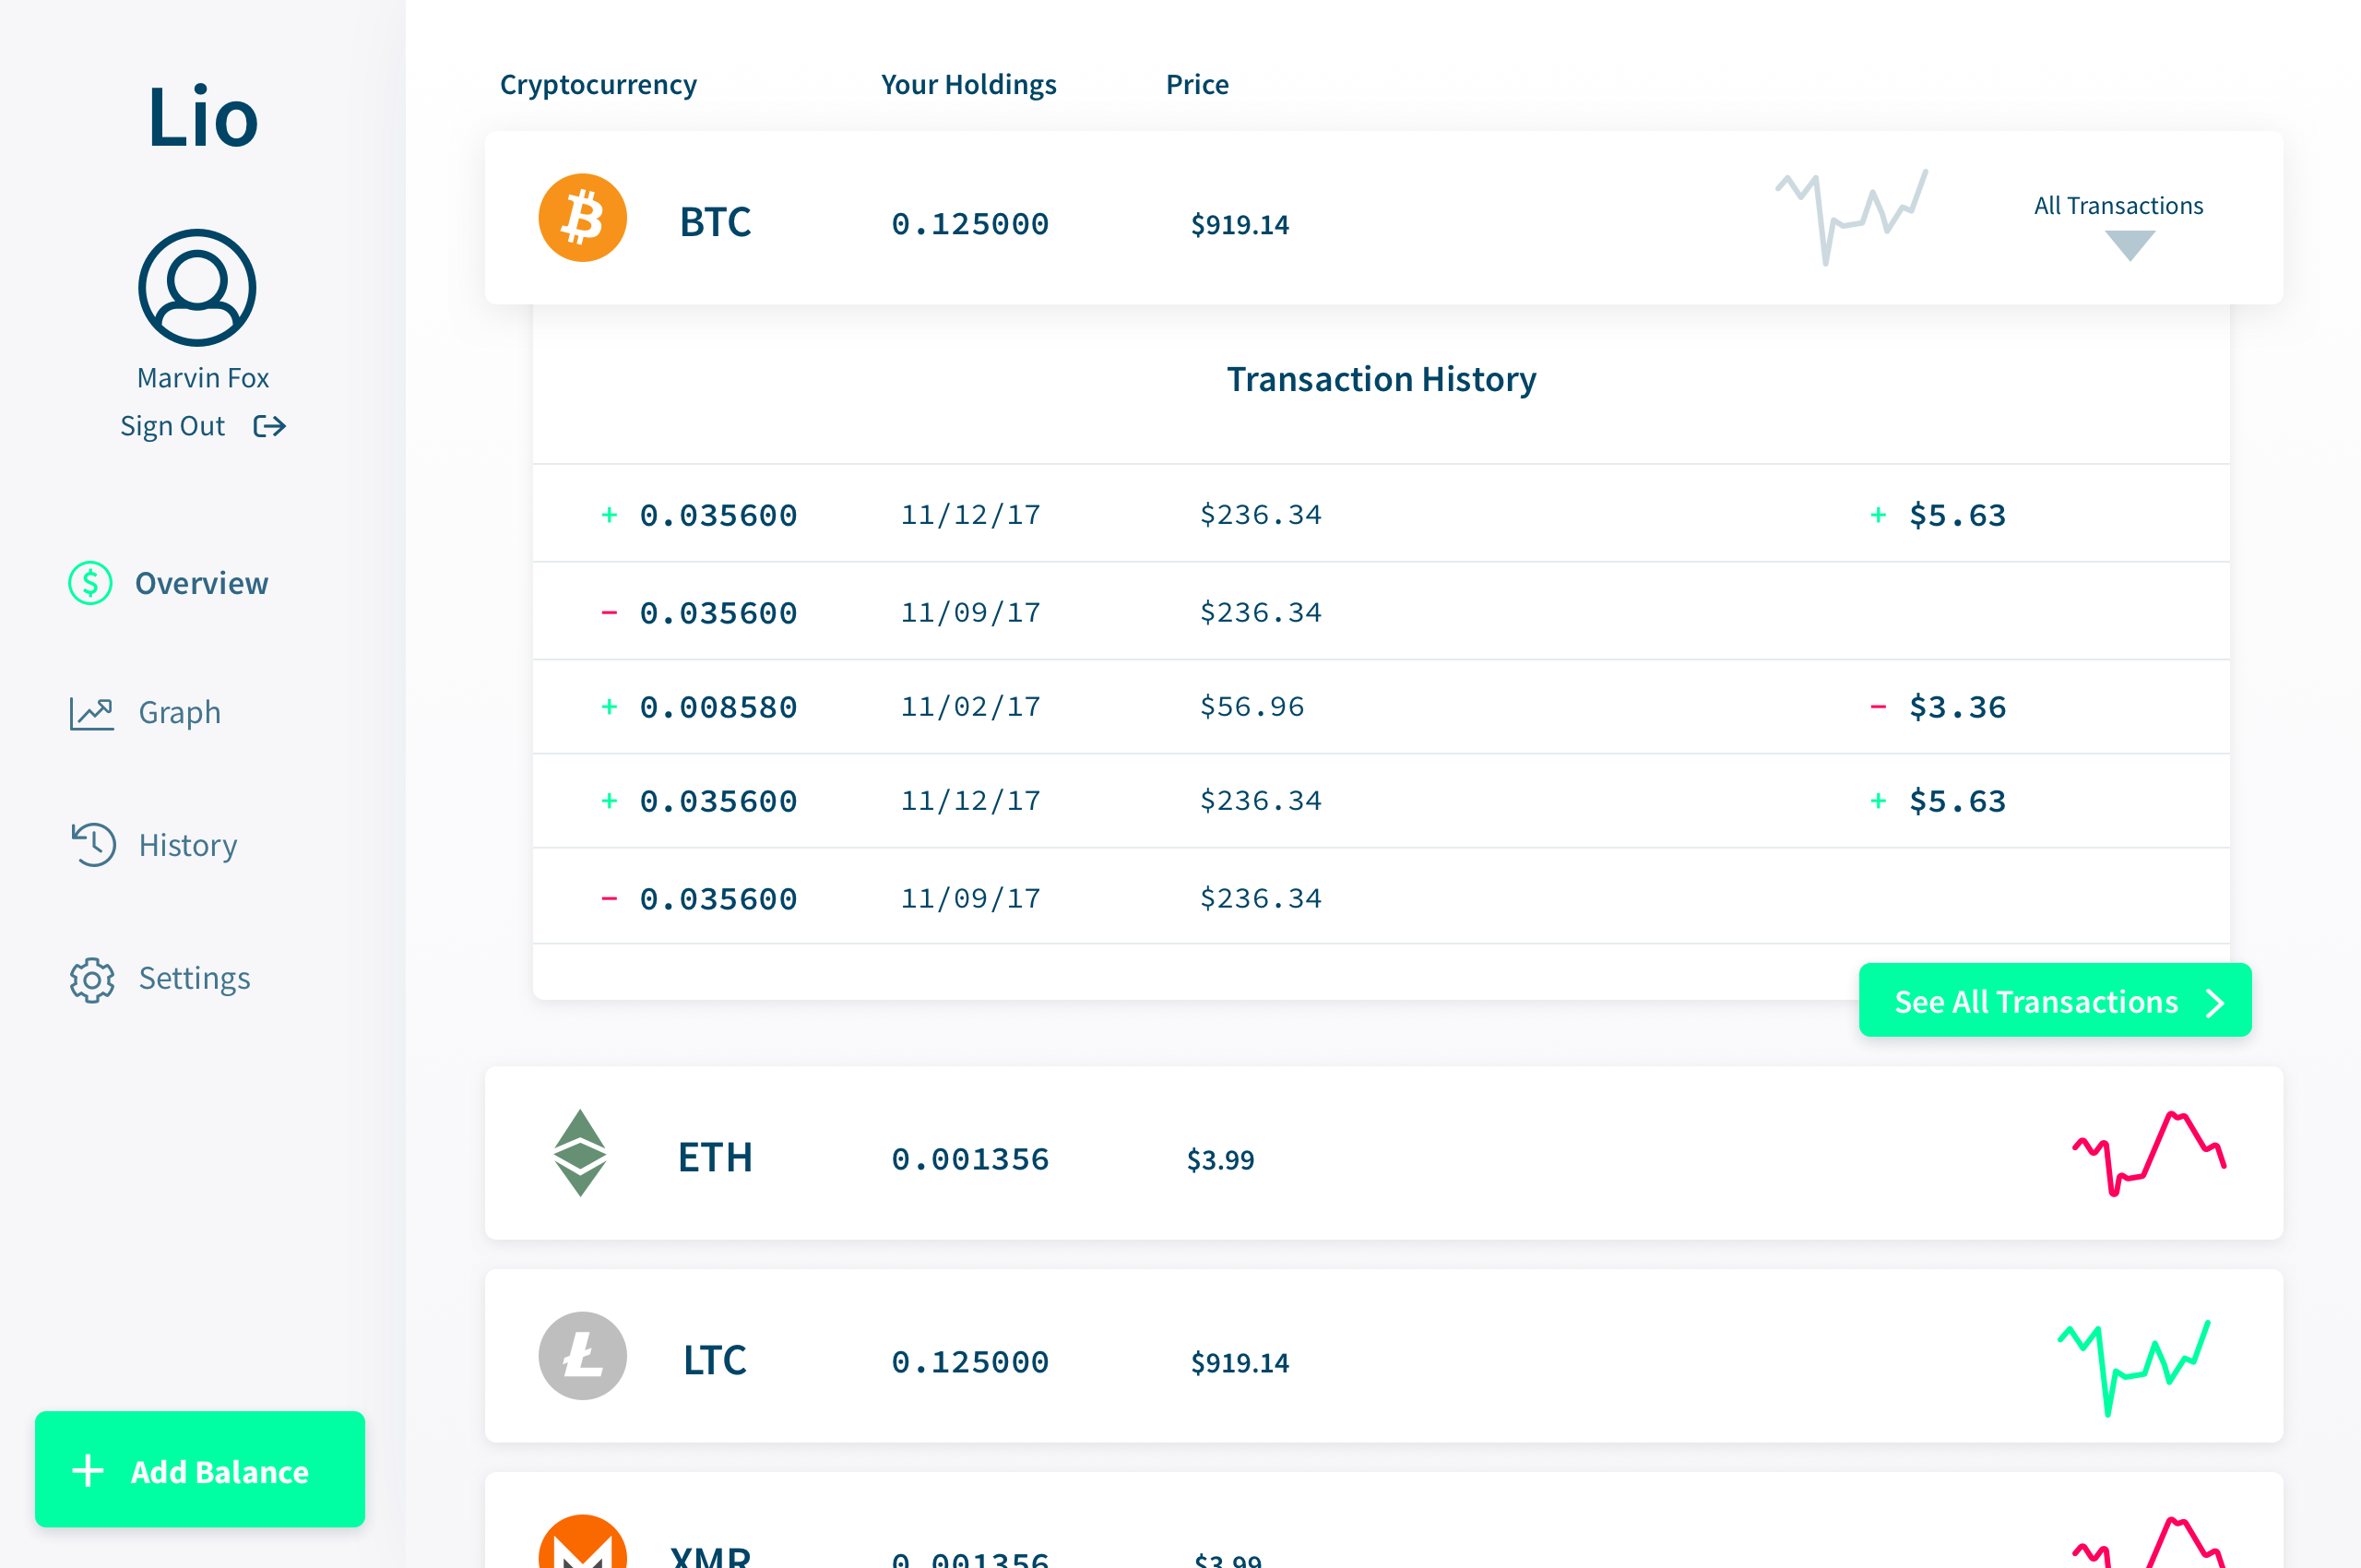 Lio
Marvin Fox
Sign Out
Overview
Graph
History
Settings
+ Add Balance
Cryptocurrency Your Holdings Price
BTC 0.125000 $919.14 All Transactions
Transaction History
+ 0.035600 11/12/17 $236.34 + $5.63
− 0.035600 11/09/17 $236.34
+ 0.008580 11/02/17 $56.96 − $3.36
+ 0.035600 11/12/17 $236.34 + $5.63
− 0.035600 11/09/17 $236.34
See All Transactions
ETH 0.001356 $3.99
LTC 0.125000 $919.14
XMR 0.001356 $3.99